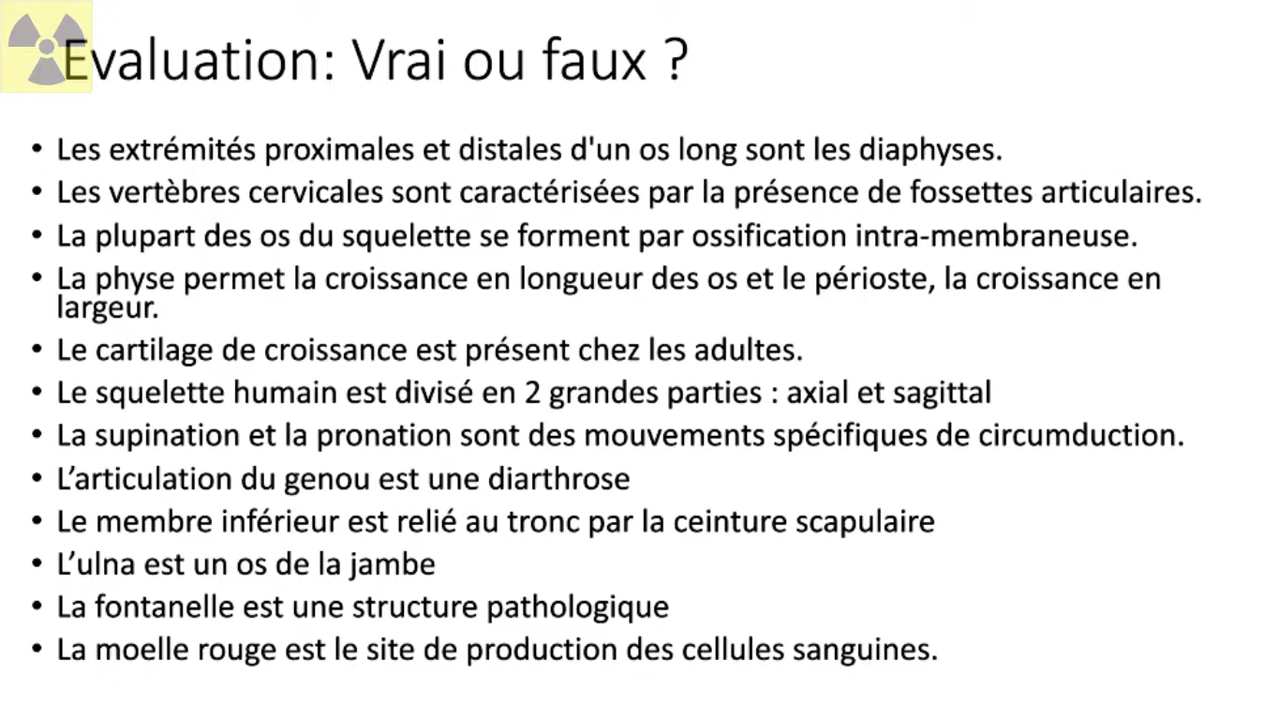 Evaluation: Vrai ou faux ?
• Les extrémités proximales et distales d'un os long sont les diaphyses.
• Les vertèbres cervicales sont caractérisées par la présence de fossettes articulaires.
• La plupart des os du squelette se forment par ossification intra-membraneuse.
• La physe permet la croissance en longueur des os et le périoste, la croissance en
largeur.
• Le cartilage de croissance est présent chez les adultes.
• Le squelette humain est divisé en 2 grandes parties : axial et sagittal
• La supination et la pronation sont des mouvements spécifiques de circumduction.
• L’articulation du genou est une diarthrose
• Le membre inférieur est relié au tronc par la ceinture scapulaire
• L’ulna est un os de la jambe
• La fontanelle est une structure pathologique
• La moelle rouge est le site de production des cellules sanguines.